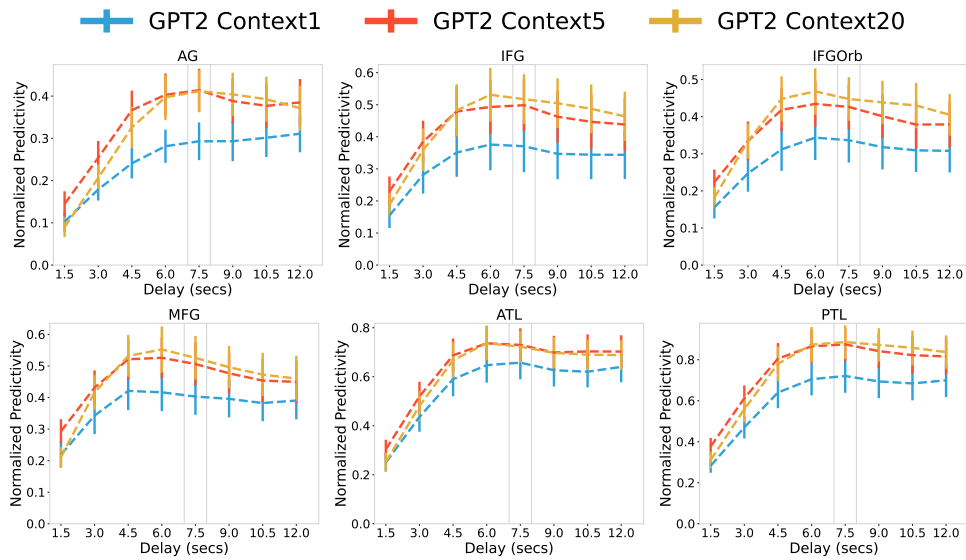 GPT2 Context1 GPT2 Context5 GPT2 Context20
AG
Normalized Predictivity
0.4
0.3
0.2
0.1
0.0
1.5 3.0 4.5 6.0 7.5 9.0 10.5 12.0
Delay (secs)
IFG
Normalized Predictivity
0.6
0.5
0.4
0.3
0.2
0.1
0.0
1.5 3.0 4.5 6.0 7.5 9.0 10.5 12.0
Delay (secs)
IFGOrb
Normalized Predictivity
0.5
0.4
0.3
0.2
0.1
0.0
1.5 3.0 4.5 6.0 7.5 9.0 10.5 12.0
Delay (secs)
MFG
Normalized Predictivity
0.6
0.5
0.4
0.3
0.2
0.1
0.0
1.5 3.0 4.5 6.0 7.5 9.0 10.5 12.0
Delay (secs)
ATL
Normalized Predictivity
0.8
0.6
0.4
0.2
0.0
1.5 3.0 4.5 6.0 7.5 9.0 10.5 12.0
Delay (secs)
PTL
Normalized Predictivity
0.8
0.6
0.4
0.2
0.0
1.5 3.0 4.5 6.0 7.5 9.0 10.5 12.0
Delay (secs)